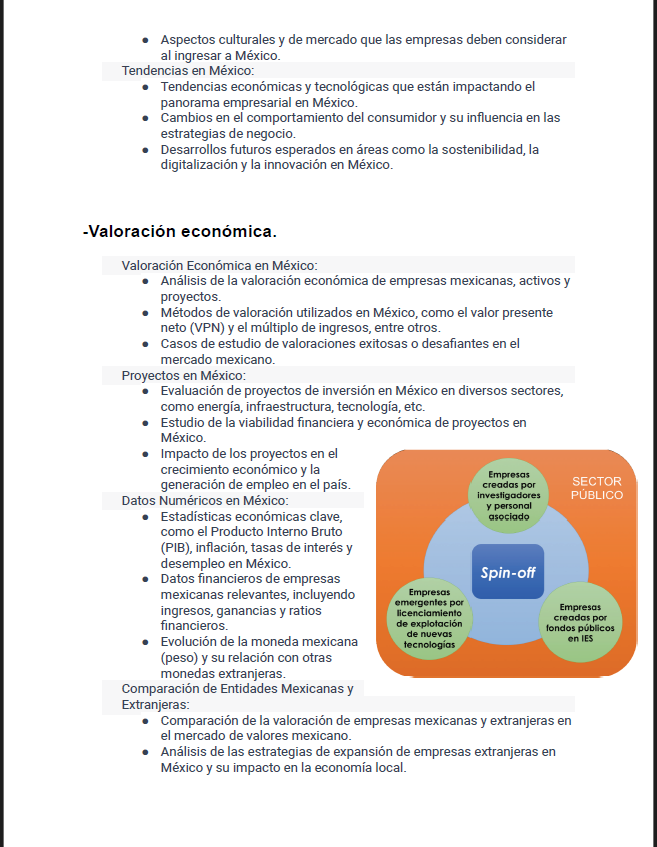 ● Aspectos culturales y de mercado que las empresas deben considerar
al ingresar a México.
Tendencias en México:
● Tendencias económicas y tecnológicas que están impactando el
panorama empresarial en México.
● Cambios en el comportamiento del consumidor y su influencia en las
estrategias de negocio.
● Desarrollos futuros esperados en áreas como la sostenibilidad, la
digitalización y la innovación en México.
-Valoración económica.
Valoración Económica en México:
● Análisis de la valoración económica de empresas mexicanas, activos y
proyectos.
● Métodos de valoración utilizados en México, como el valor presente
neto (VPN) y el múltiplo de ingresos, entre otros.
● Casos de estudio de valoraciones exitosas o desafiantes en el
mercado mexicano.
Proyectos en México:
● Evaluación de proyectos de inversión en México en diversos sectores,
como energía, infraestructura, tecnología, etc.
● Estudio de la viabilidad financiera y económica de proyectos en
México.
● Impacto de los proyectos en el
crecimiento económico y la
generación de empleo en el país.
Datos Numéricos en México:
● Estadísticas económicas clave,
como el Producto Interno Bruto
(PIB), inflación, tasas de interés y
desempleo en México.
● Datos financieros de empresas
mexicanas relevantes, incluyendo
ingresos, ganancias y ratios
financieros.
● Evolución de la moneda mexicana
(peso) y su relación con otras
monedas extranjeras.
Empresas
creadas por
investigadores
y personal
asociado
SECTOR
PÚBLICO
Spin-off
Empresas
emergentes por
licenciamiento
de explotación
de nuevas
tecnologías
Empresas
creadas por
fondos públicos
en IES
Comparación de Entidades Mexicanas y
Extranjeras:
● Comparación de la valoración de empresas mexicanas y extranjeras en
el mercado de valores mexicano.
● Análisis de las estrategias de expansión de empresas extranjeras en
México y su impacto en la economía local.